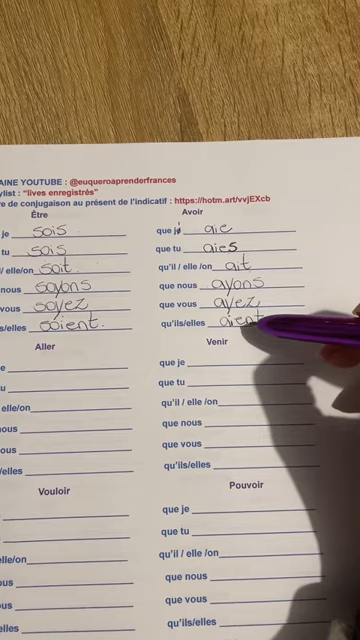 AINE YOUTUBE : @euqueroaprenderfrances
ylist : "lives enregistrés"
re de conjugaison au présent de l'indicatif : https://hotm.art/vvjEXcb
Être
je sois
tu sois
/ elle/on soit
nous soyons
vous soyez
s/elles soient.
Avoir
que j' aie
que tu aies
qu'il / elle /on ait
que nous ayons
que vous ayez
qu'ils/elles aient
Aller
e
u
elle/on
ous
ous
/elles
Venir
que je
que tu
qu'il / elle /on
que nous
que vous
qu'ils/elles
Vouloir
elle/on
us
us
elles
Pouvoir
que je
que tu
qu'il / elle /on
que nous
que vous
qu'ils/elles